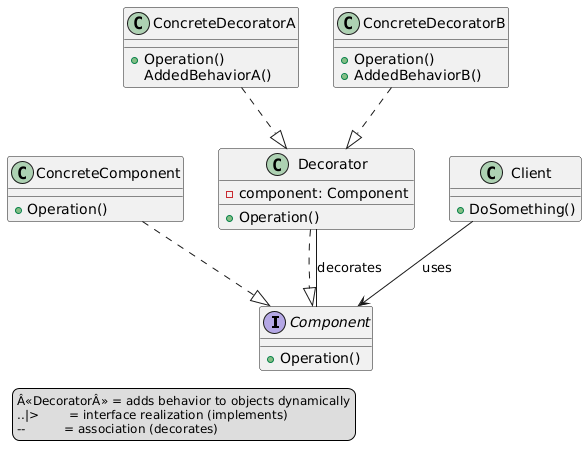 C ConcreteDecoratorA
+ Operation()
AddedBehaviorA()
C ConcreteDecoratorB
+ Operation()
+ AddedBehaviorB()
C ConcreteComponent
+ Operation()
C Decorator
- component: Component
+ Operation()
C Client
+ DoSomething()
decorates
uses
I Component
+ Operation()
Â«DecoratorÂ» = adds behavior to objects dynamically
..|> = interface realization (implements)
-- = association (decorates)